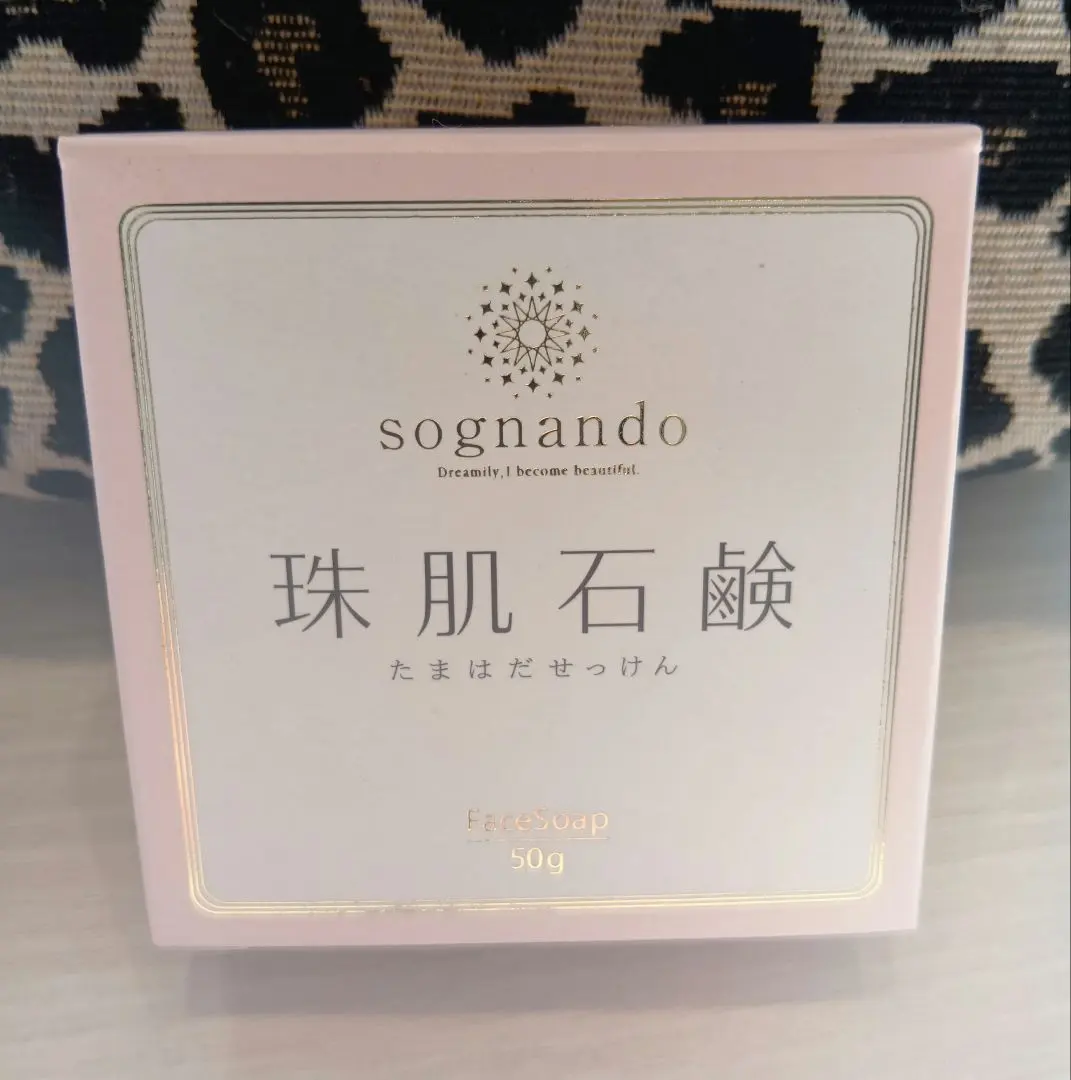 sognando
Dreamily,I become beautiful.
珠肌石鹸
たまはだせっけん
FaceSoap
50g